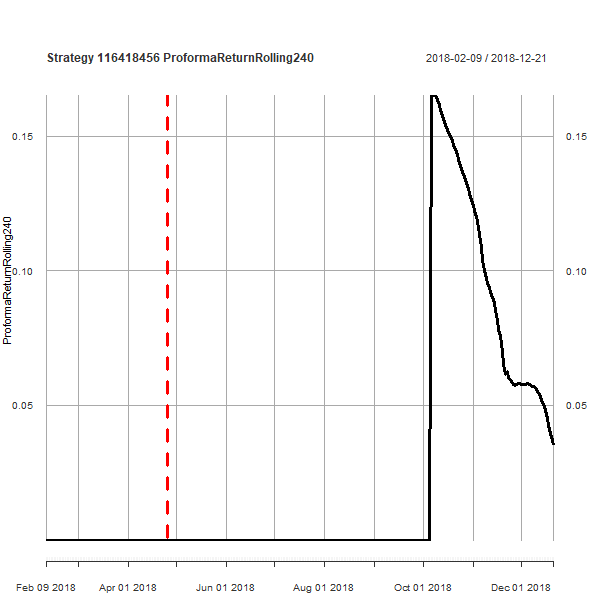 Strategy 116418456 ProformaReturnRolling240
2018-02-09 / 2018-12-21
ProformaReturnRolling240
0.15
0.15
0.10
0.10
0.05
0.05
Feb 09 2018
Apr 01 2018
Jun 01 2018
Aug 01 2018
Oct 01 2018
Dec 01 2018